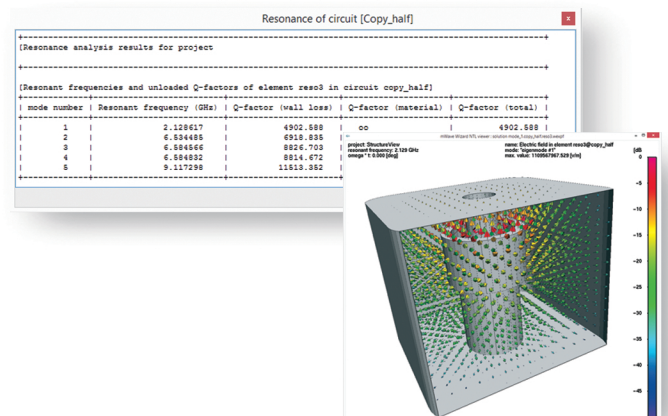 Resonance of circuit [Copy_half]
x
[Resonance analysis results for project
[Resonant frequencies and unloaded Q-factors of element reso3 in circuit copy_half]
| mode number | Resonant frequency (GHz) | Q-factor (wall loss) | Q-factor (material) | Q-factor (total) |
| 1 | 2.128617 | 4902.588 | oo | 4902.588 |
| 2 | 6.534485 | 6918.835
| 3 | 6.584566 | 8826.703
| 4 | 6.584832 | 8814.672
| 5 | 9.117298 | 11513.352
project: StructureView
resonant frequency: 2.129 GHz
omega * t: 0.000 [deg]
name: Electric field in element reso3@copy_half
mode: "eigenmode #1"
max. value: 1109567967.529 [v/m]
[dB
0
-5
-10
-15
-20
-25
-30
-35
-40
-45